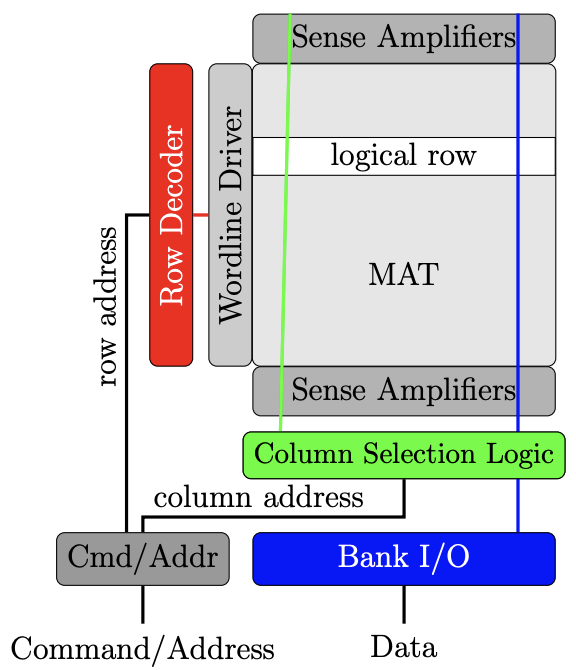 Sense Amplifiers
Row Decoder
Wordline Driver
logical row
row address
MAT
Sense Amplifiers
Column Selection Logic
column address
Cmd/Addr
Bank I/O
Command/Address
Data